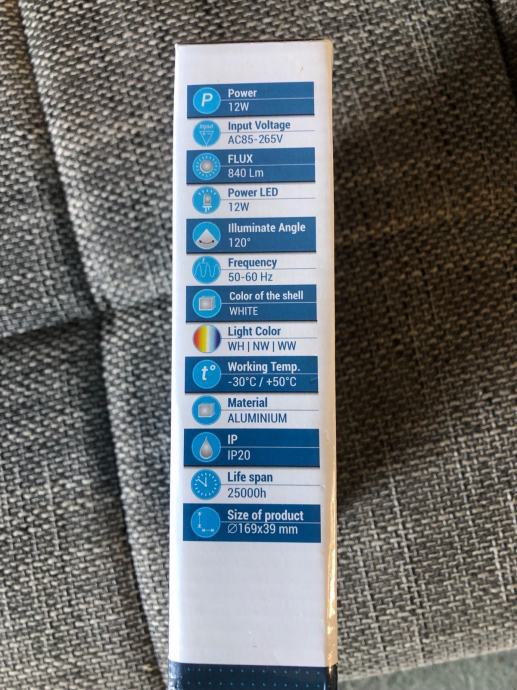 P
Power
12W
Input
Input Voltage
AC85-265V
FLUX
840 Lm
Power LED
12W
Illuminate Angle
120°
Frequency
50-60 Hz
Color of the shell
WHITE
Light Color
WH | NW | WW
t°
Working Temp.
-30°C / +50°C
Material
ALUMINIUM
IP
IP20
Life span
25000h
Size of product
∅169x39 mm